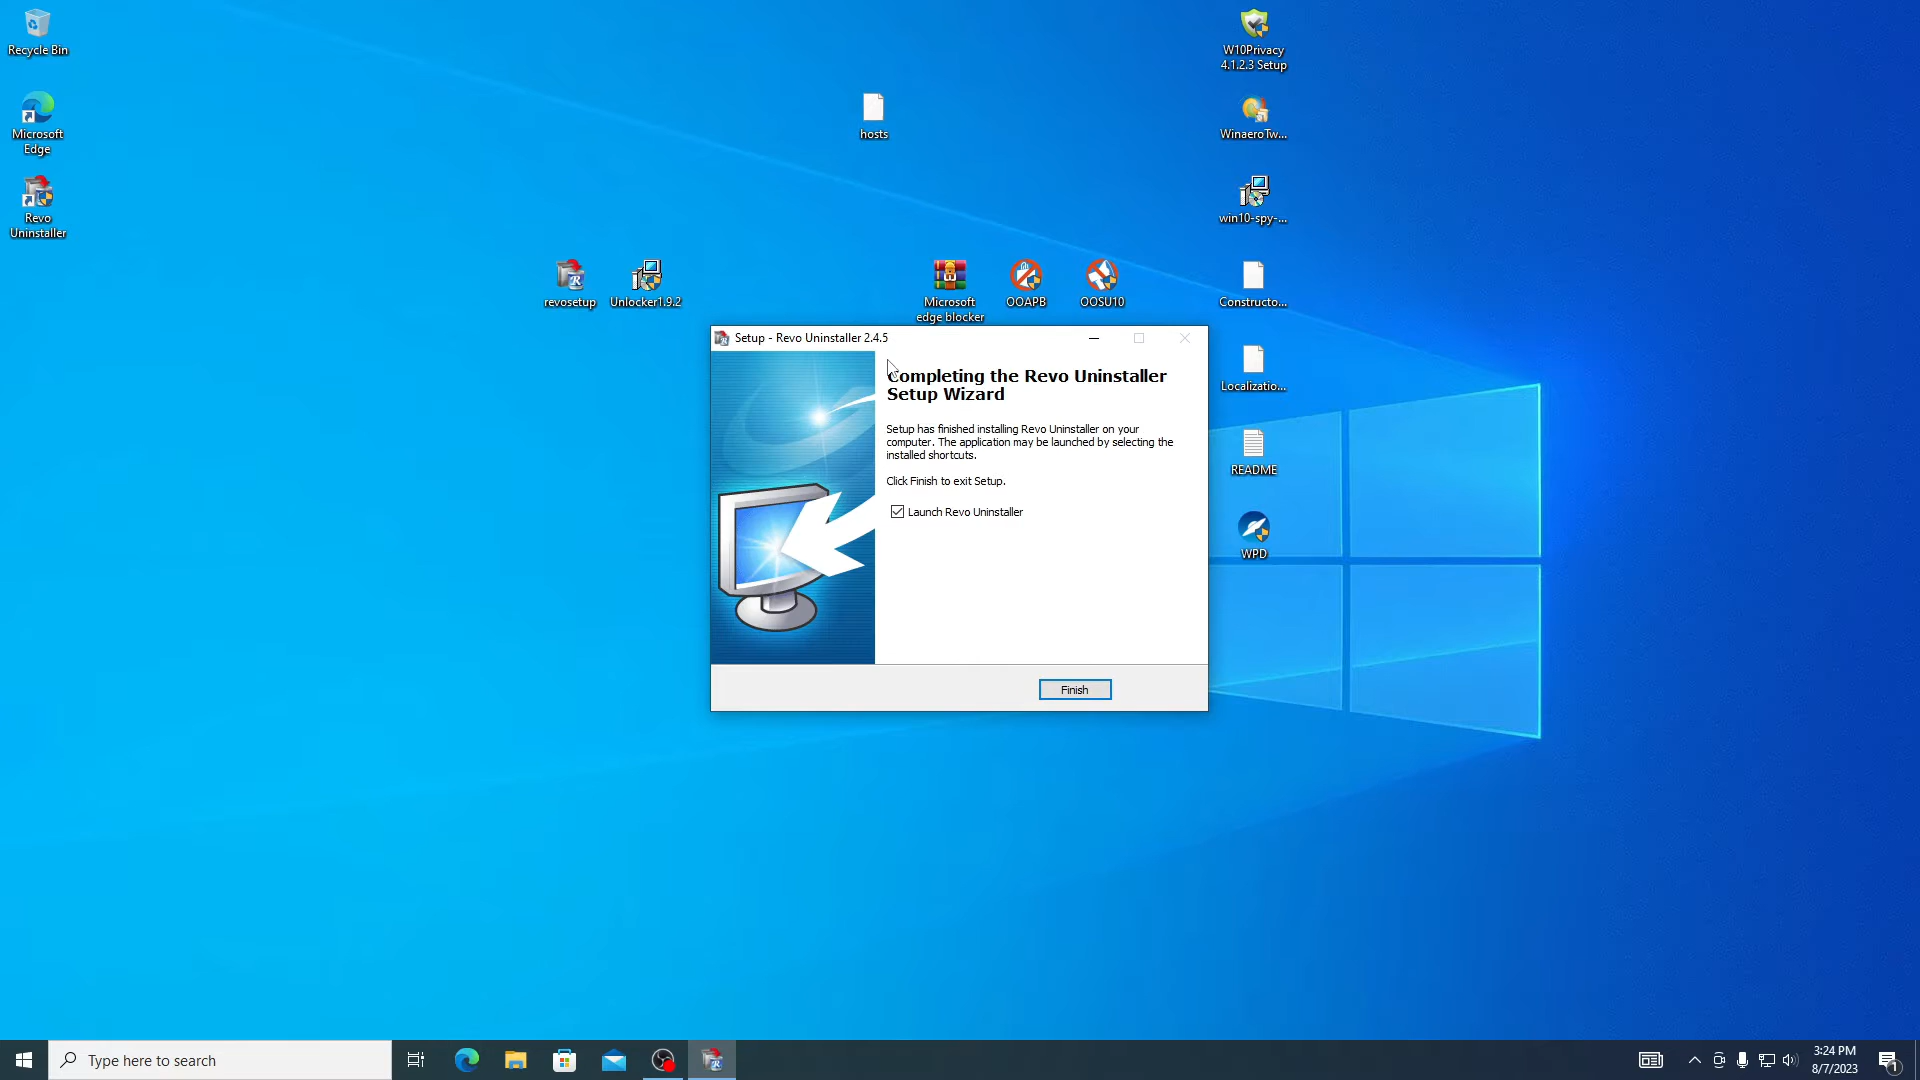 Recycle Bin
Microsoft
Edge
Revo
Uninstaller
hosts
revosetup
Unlocker1.9.2
Microsoft
edge blocker
OOAPB
OOSU10
W10Privacy
4.1.2.3 Setup
WinaeroTw...
win10-spy-...
Constructo...
Localizatio...
README
WPD
Setup - Revo Uninstaller 2.4.5
Completing the Revo Uninstaller
Setup Wizard
Setup has finished installing Revo Uninstaller on your
computer. The application may be launched by selecting the
installed shortcuts.
Click Finish to exit Setup.
Launch Revo Uninstaller
Finish
Type here to search
3:24 PM
8/7/2023
1